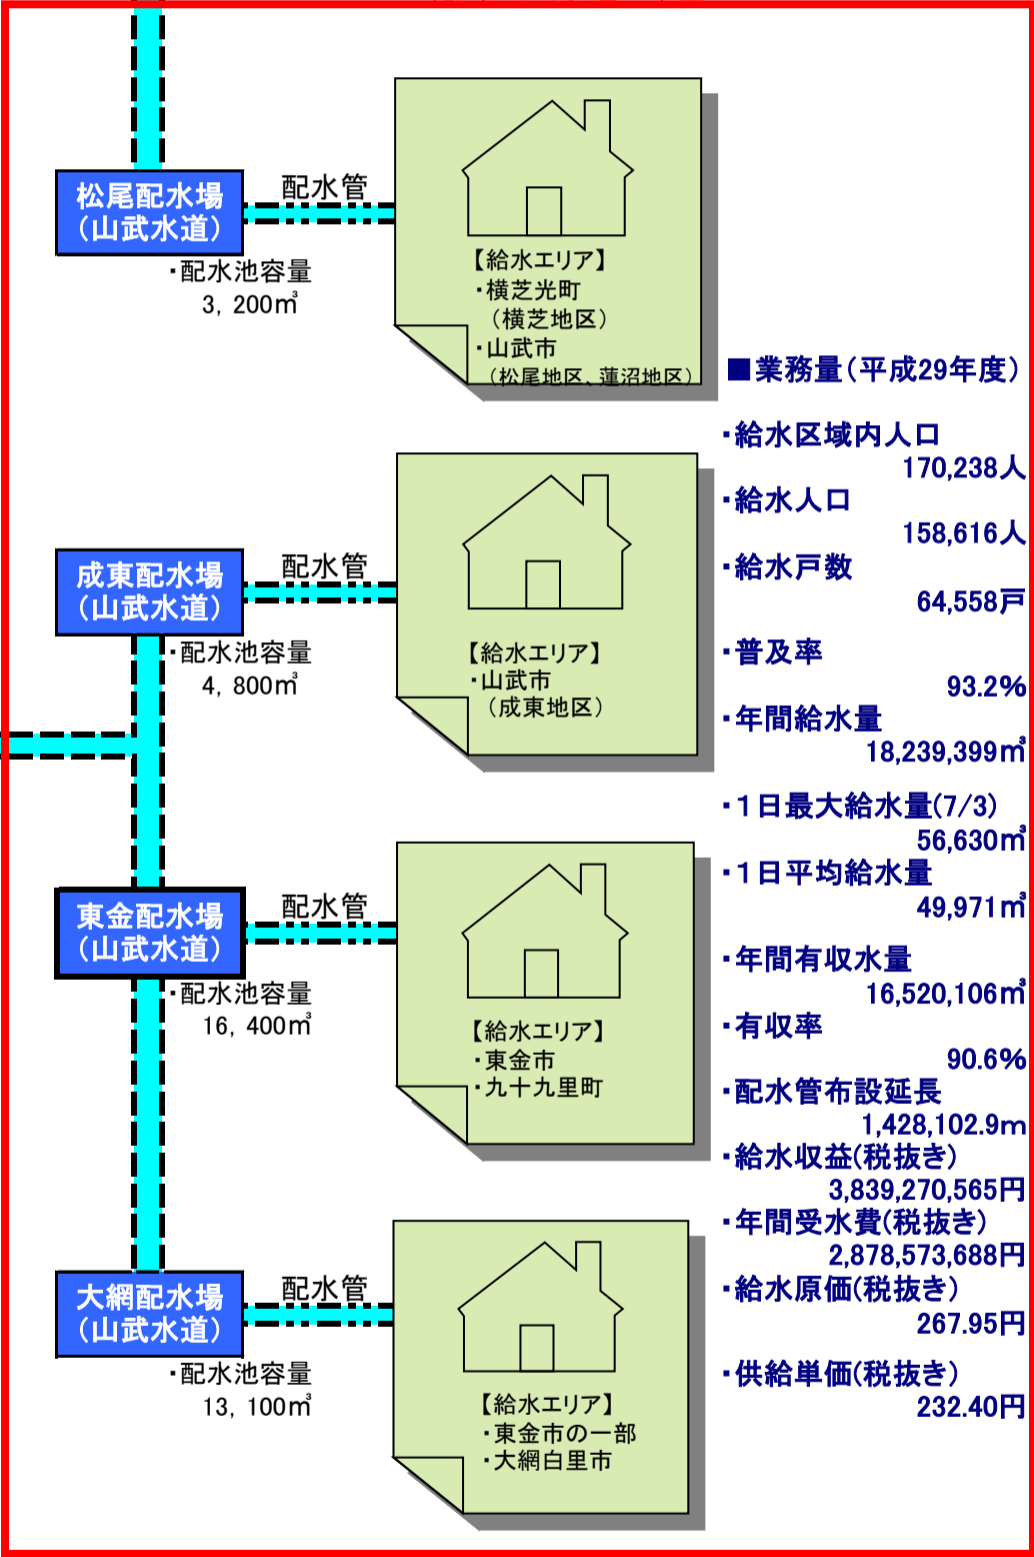 松尾配水場
（山武水道）
配水管
・配水池容量
3，200㎥
【給水エリア】
・横芝光町
（横芝地区）
・山武市
（松尾地区、蓮沼地区）
成東配水場
（山武水道）
配水管
・配水池容量
4，800㎥
【給水エリア】
・山武市
（成東地区）
東金配水場
（山武水道）
配水管
・配水池容量
16，400㎥
【給水エリア】
・東金市
・九十九里町
大網配水場
（山武水道）
配水管
・配水池容量
13，100㎥
【給水エリア】
・東金市の一部
・大網白里市
■業務量（平成29年度）
・給水区域内人口
170,238人
・給水人口
158,616人
・給水戸数
64,558戸
・普及率
93.2%
・年間給水量
18,239,399㎥
・１日最大給水量(7/3)
56,630㎥
・１日平均給水量
49,971㎥
・年間有収水量
16,520,106㎥
・有収率
90.6%
・配水管布設延長
1,428,102.9m
・給水収益(税抜き)
3,839,270,565円
・年間受水費(税抜き)
2,878,573,688円
・給水原価(税抜き)
267.95円
・供給単価(税抜き)
232.40円